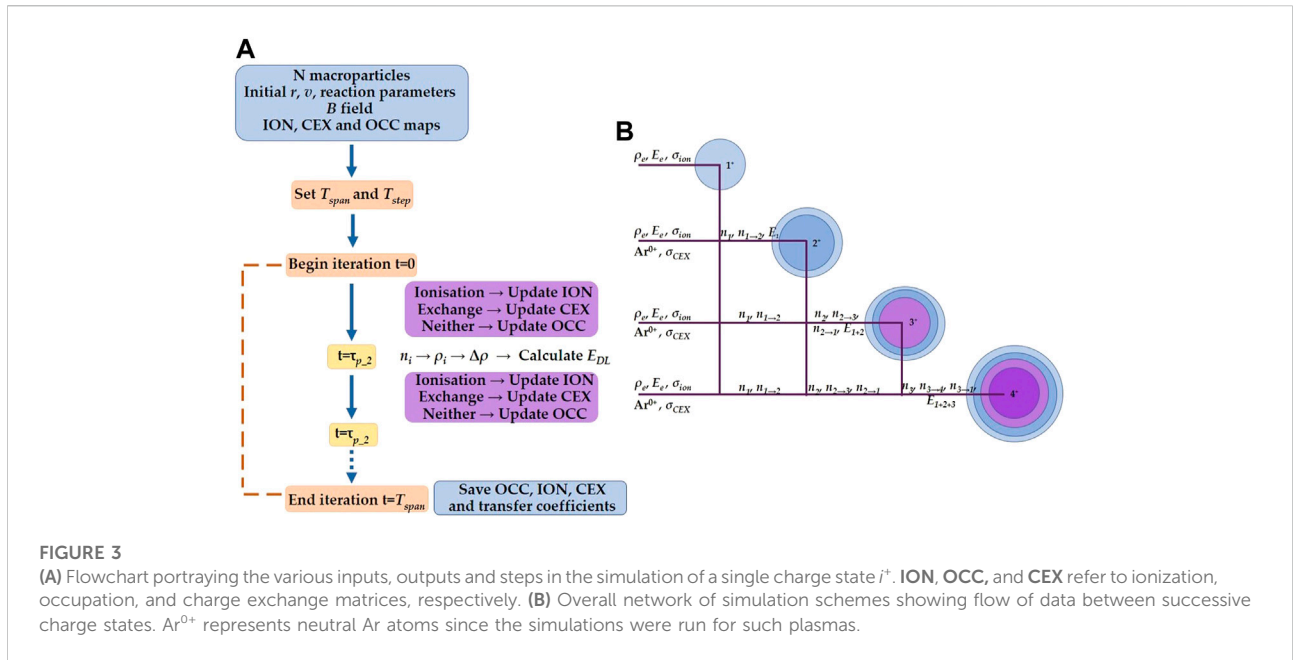 A
N macroparticles
Initial r, v, reaction parameters
B field
ION, CEX and OCC maps
Set T_span and T_step
Begin iteration t=0
Ionisation → Update ION
Exchange → Update CEX
Neither → Update OCC
t=τ_p_2
n_i → ρ_i → Δρ → Calculate E_DL
Ionisation → Update ION
Exchange → Update CEX
Neither → Update OCC
t=τ_p_2
End iteration t=T_span
Save OCC, ION, CEX
and transfer coefficients
B
ρ_e, E_e, σ_ion
1⁺
ρ_e, E_e, σ_ion
Ar⁰⁺, σ_CEX
n_1, n_1→2, E_1
2⁺
ρ_e, E_e, σ_ion
Ar⁰⁺, σ_CEX
n_1, n_1→2
n_2, n_2→3,
n_2→1, E_1+2
3⁺
ρ_e, E_e, σ_ion
Ar⁰⁺, σ_CEX
n_1, n_1→2
n_2, n_2→3, n_2→1
n_3, n_3→4, n_3→1,
E_1+2+3
4⁺
FIGURE 3
(A) Flowchart portraying the various inputs, outputs and steps in the simulation of a single charge state i⁺. ION, OCC, and CEX refer to ionization,
occupation, and charge exchange matrices, respectively. (B) Overall network of simulation schemes showing flow of data between successive
charge states. Ar⁰⁺ represents neutral Ar atoms since the simulations were run for such plasmas.